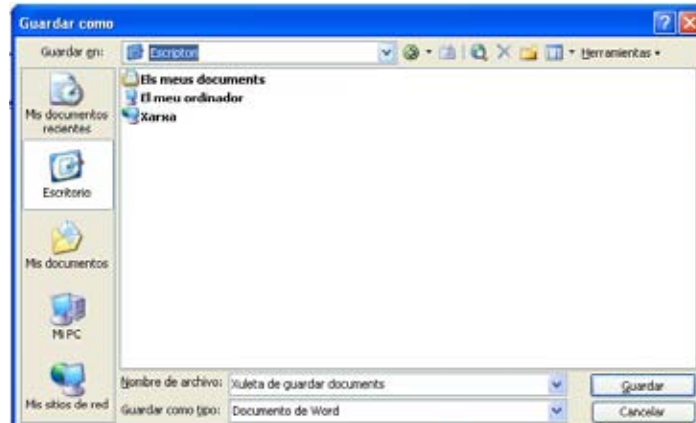 Guardar como
Guardar en:
Escriptori
Herramientas
Mis documentos
recientes
Escritorio
Mis documentos
Mi PC
Mis sitios de red
Els meus documents
El meu ordinador
Xarxa
Nombre de archivo:
Xuleta de guardar documents
Guardar
Guardar como tipo:
Documento de Word
Cancelar